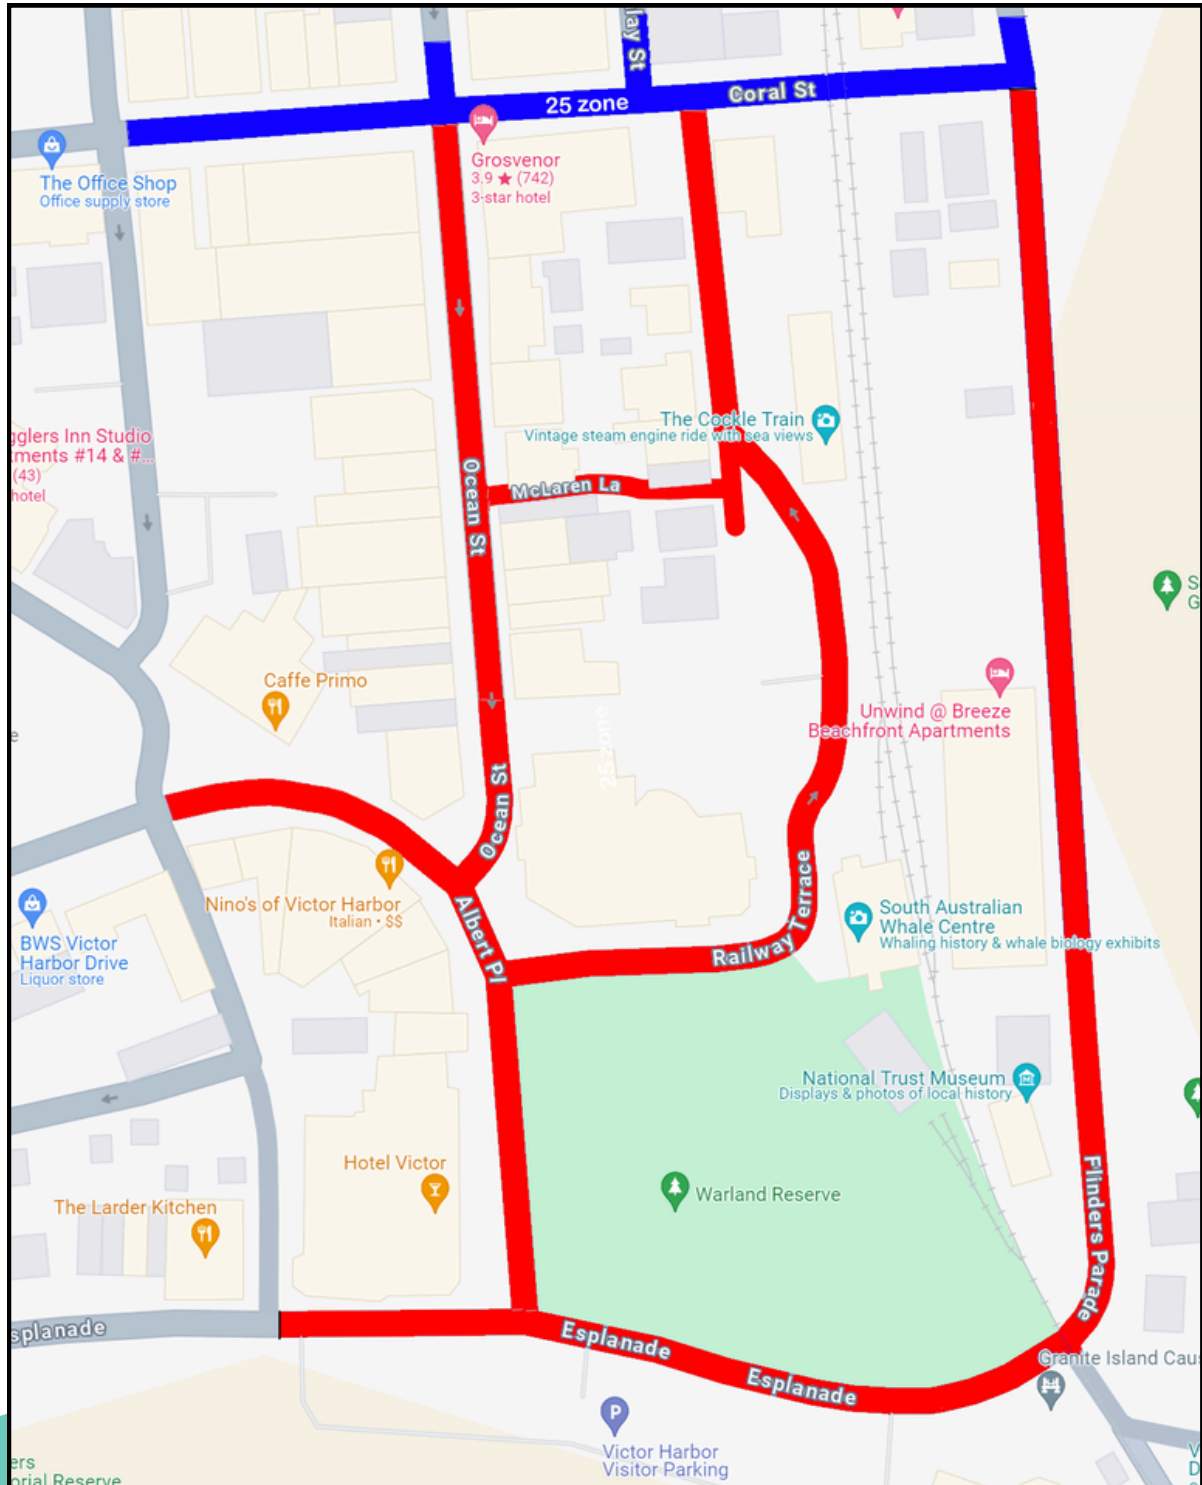 lay St
25 zone
Coral St
The Office Shop
Office supply store
Grosvenor
3.9 ★ (742)
3-star hotel
The Cockle Train
Vintage steam engine ride with sea views
gglers Inn Studio
tments #14 & #...
(43)
hotel
Ocean St
McLaren La
S
G
Caffe Primo
Unwind @ Breeze
Beachfront Apartments
e
25 zone
Ocean St
Nino's of Victor Harbor
Italian • $$
Albert Pl
Railway Terrace
South Australian
Whale Centre
Whaling history & whale biology exhibits
BWS Victor
Harbor Drive
Liquor store
National Trust Museum
Displays & photos of local history
Hotel Victor
Warland Reserve
The Larder Kitchen
Flinders Parade
splanade
Esplanade
Esplanade
Granite Island Cau
P
Victor Harbor
Visitor Parking
ers
orial Reserve
V
D